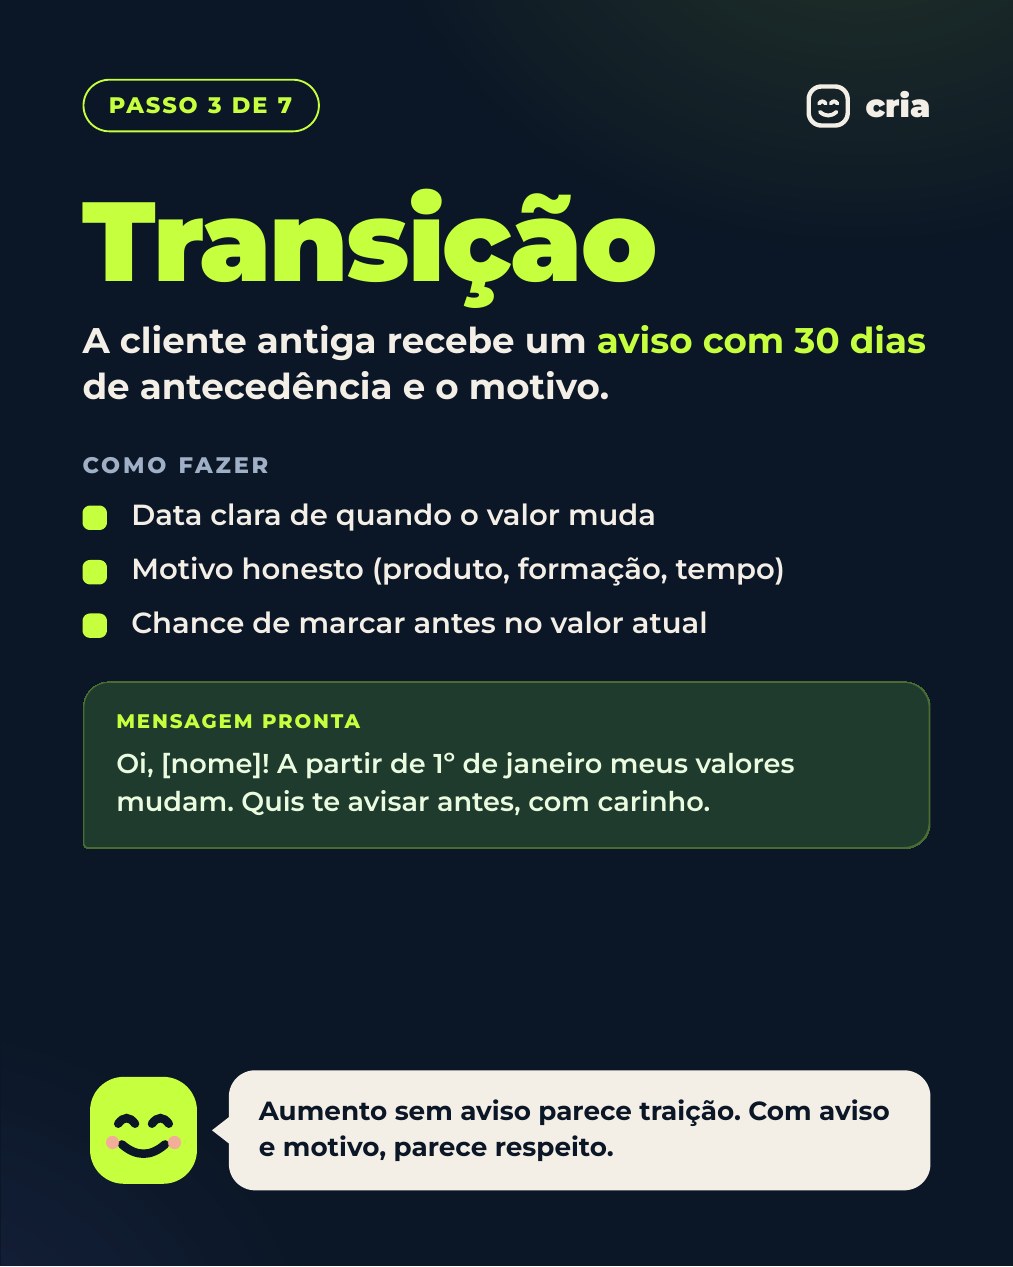 PASSO 3 DE 7
cria
Transição
A cliente antiga recebe um aviso com 30 dias
de antecedência e o motivo.
COMO FAZER
Data clara de quando o valor muda
Motivo honesto (produto, formação, tempo)
Chance de marcar antes no valor atual
MENSAGEM PRONTA
Oi, [nome]! A partir de 1º de janeiro meus valores
mudam. Quis te avisar antes, com carinho.
Aumento sem aviso parece traição. Com aviso
e motivo, parece respeito.